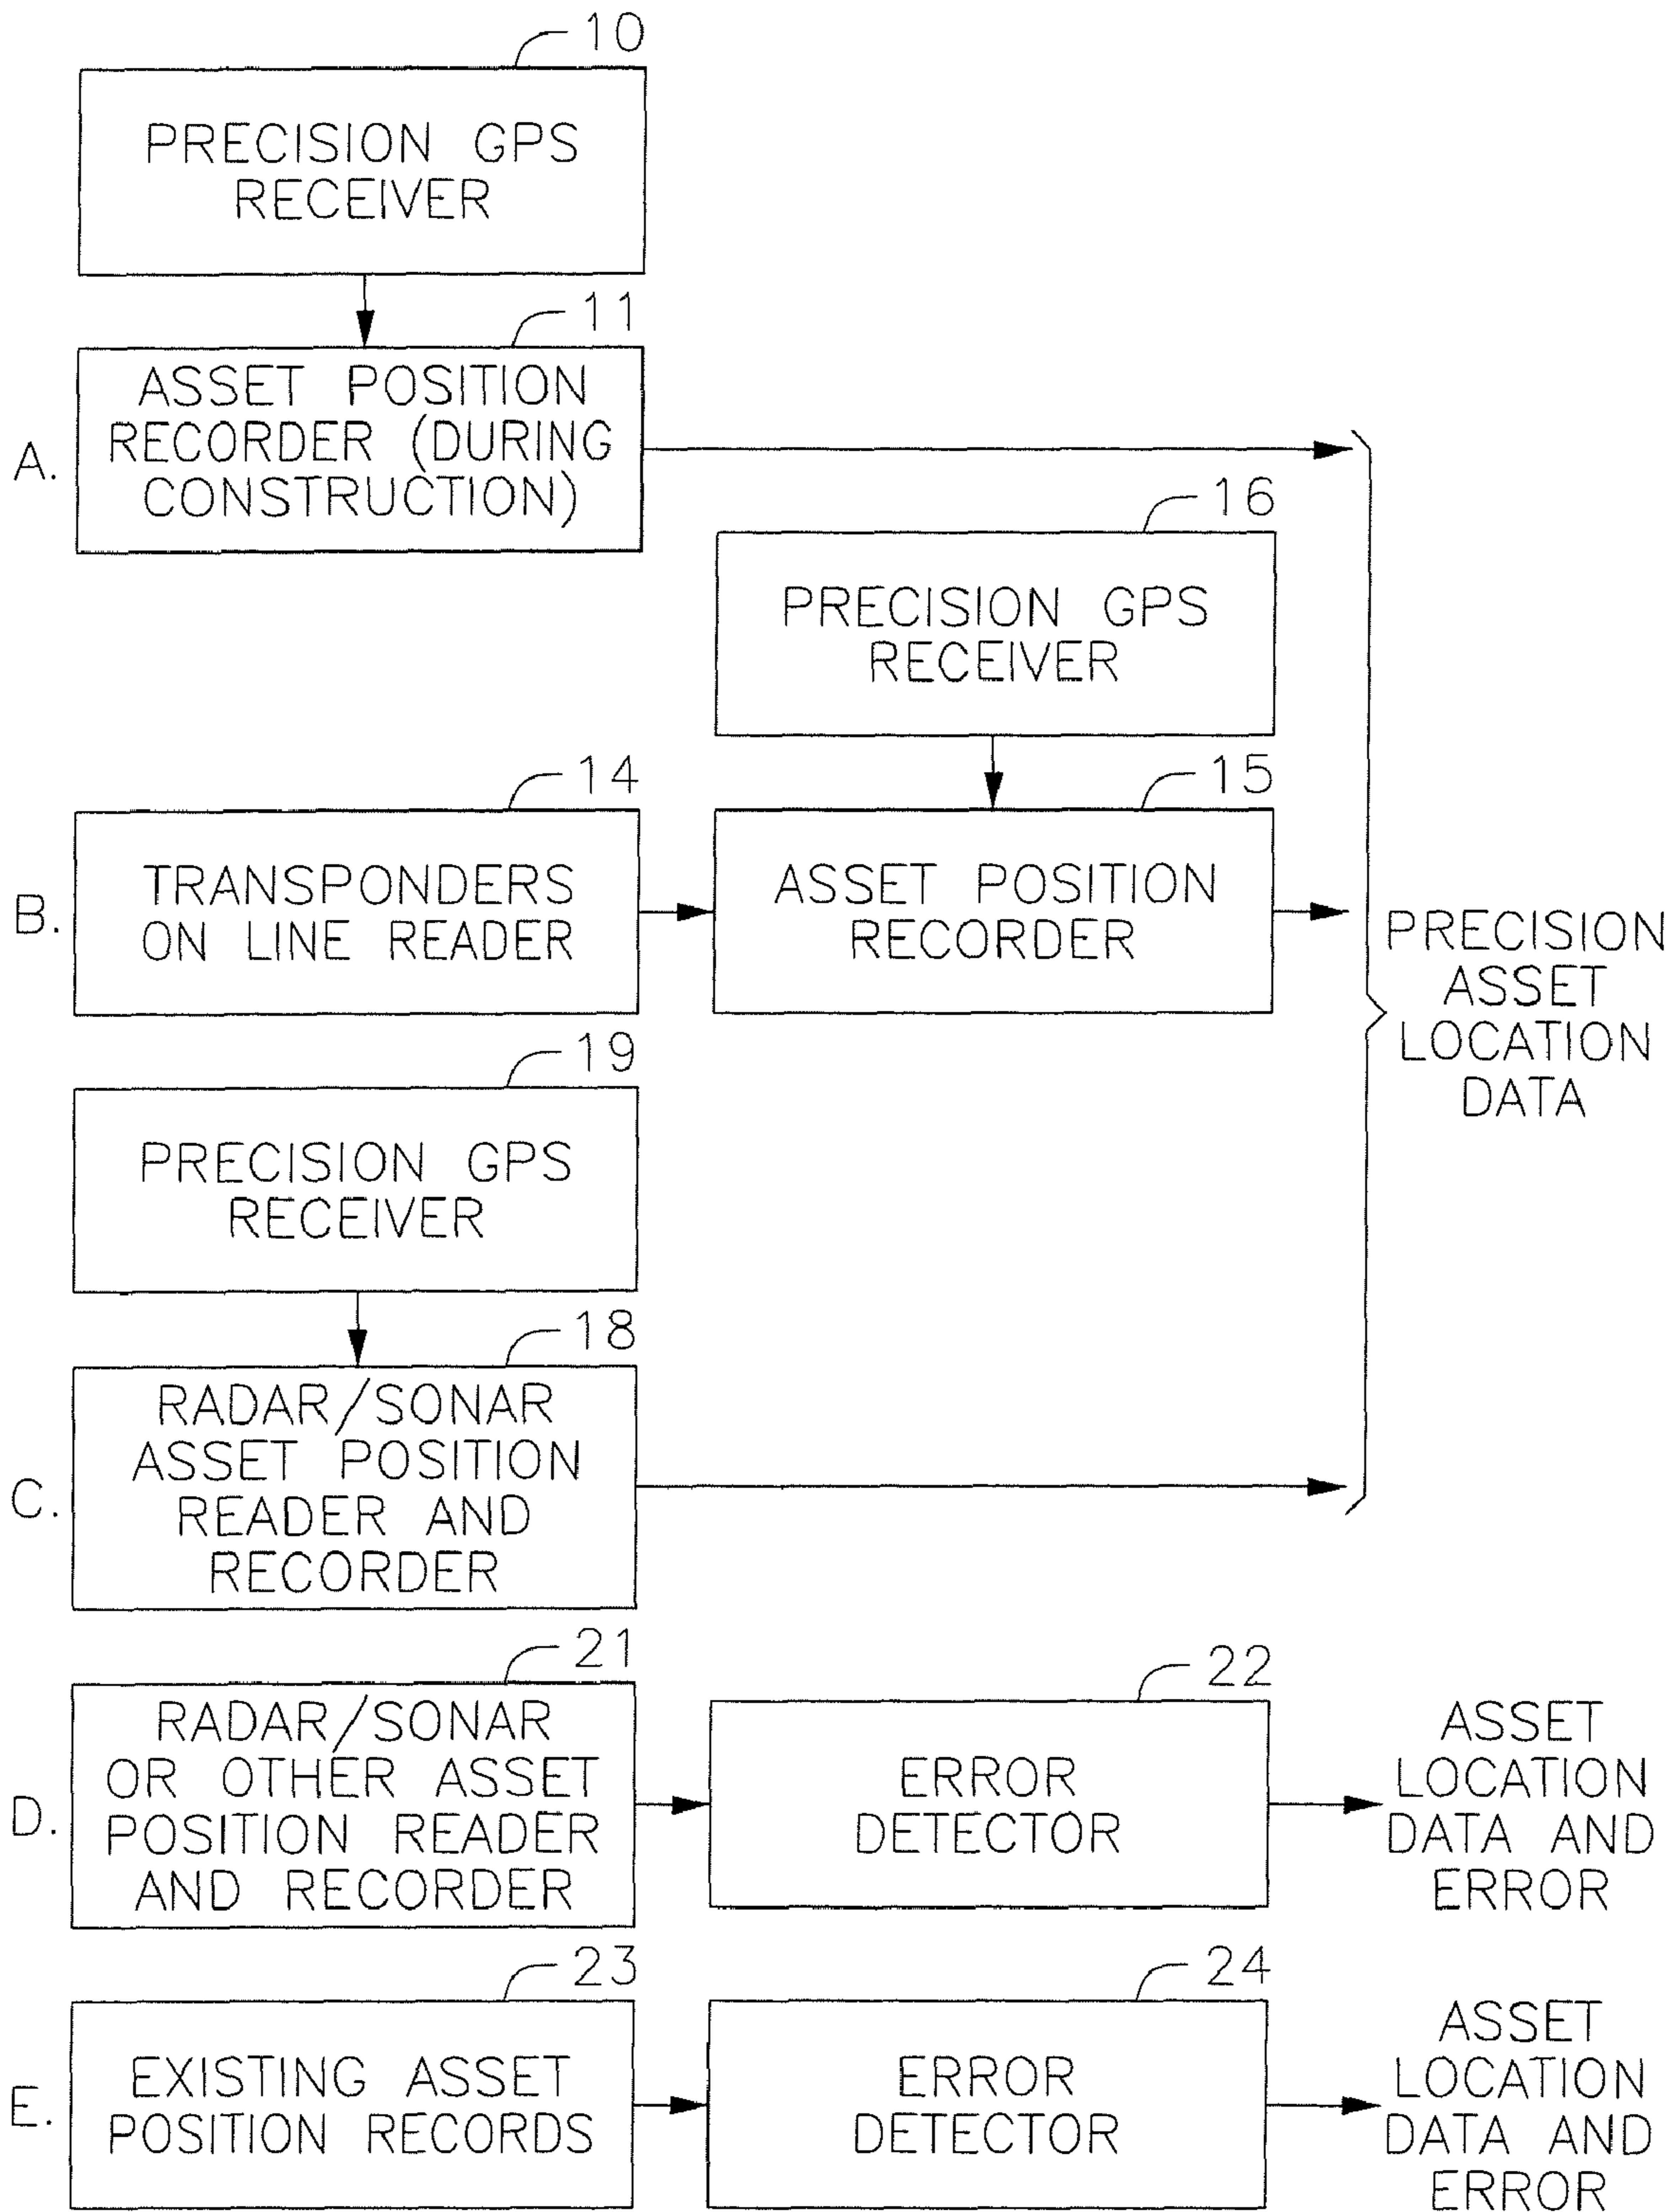 10
PRECISION GPS
RECEIVER
11
A.
ASSET POSITION
RECORDER (DURING
CONSTRUCTION)
16
PRECISION GPS
RECEIVER
14
B.
TRANSPONDERS
ON LINE READER
15
ASSET POSITION
RECORDER
PRECISION
ASSET
LOCATION
DATA
19
PRECISION GPS
RECEIVER
18
C.
RADAR/SONAR
ASSET POSITION
READER AND
RECORDER
21
D.
RADAR/SONAR
OR OTHER ASSET
POSITION READER
AND RECORDER
22
ERROR
DETECTOR
ASSET
LOCATION
DATA AND
ERROR
23
E.
EXISTING ASSET
POSITION RECORDS
24
ERROR
DETECTOR
ASSET
LOCATION
DATA AND
ERROR